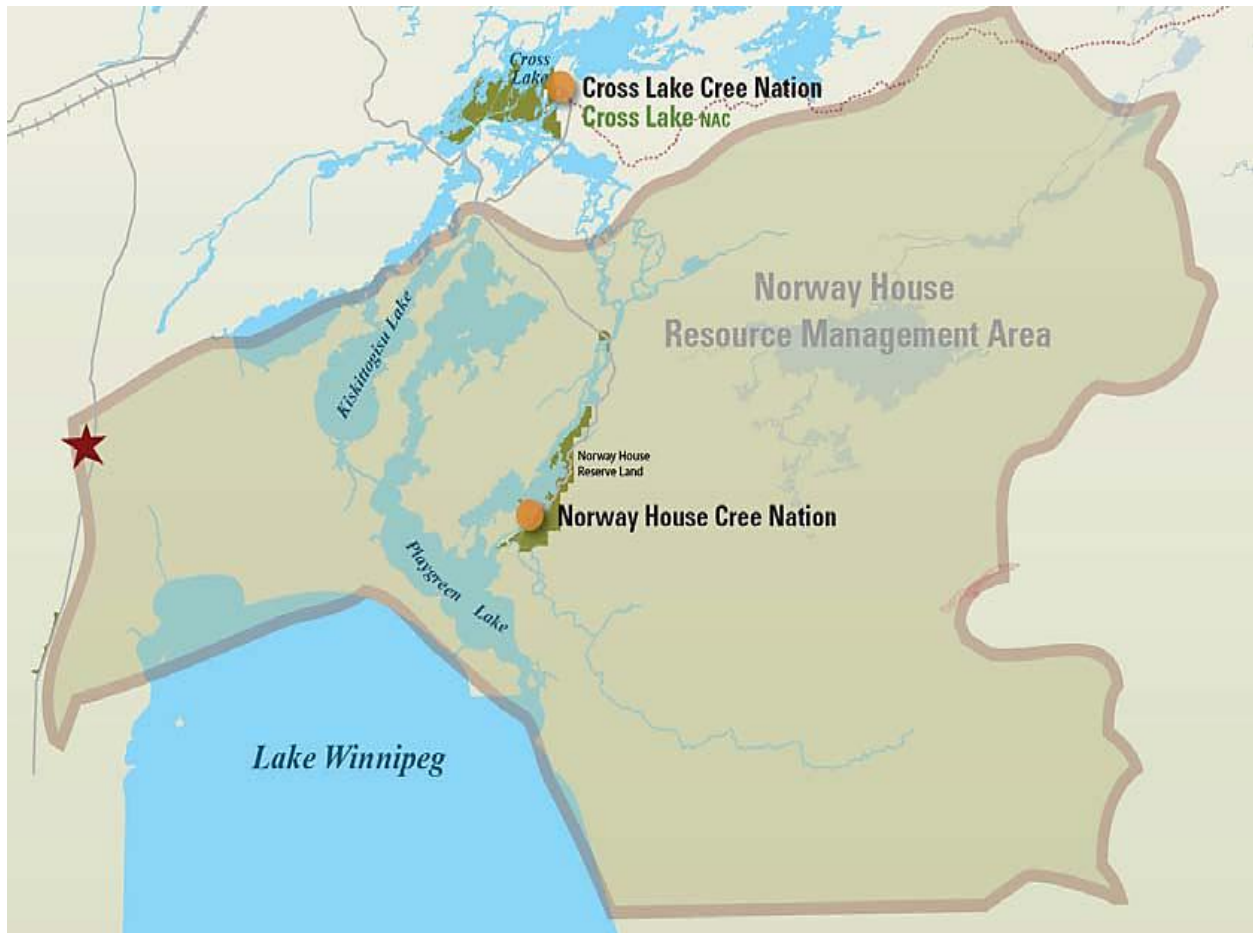 Cross
Lake
Cross Lake Cree Nation
Cross Lake NAC
Norway House
Resource Management Area
Kiskittogisu Lake
Norway House
Reserve Land
Norway House Cree Nation
Playgreen Lake
Lake Winnipeg